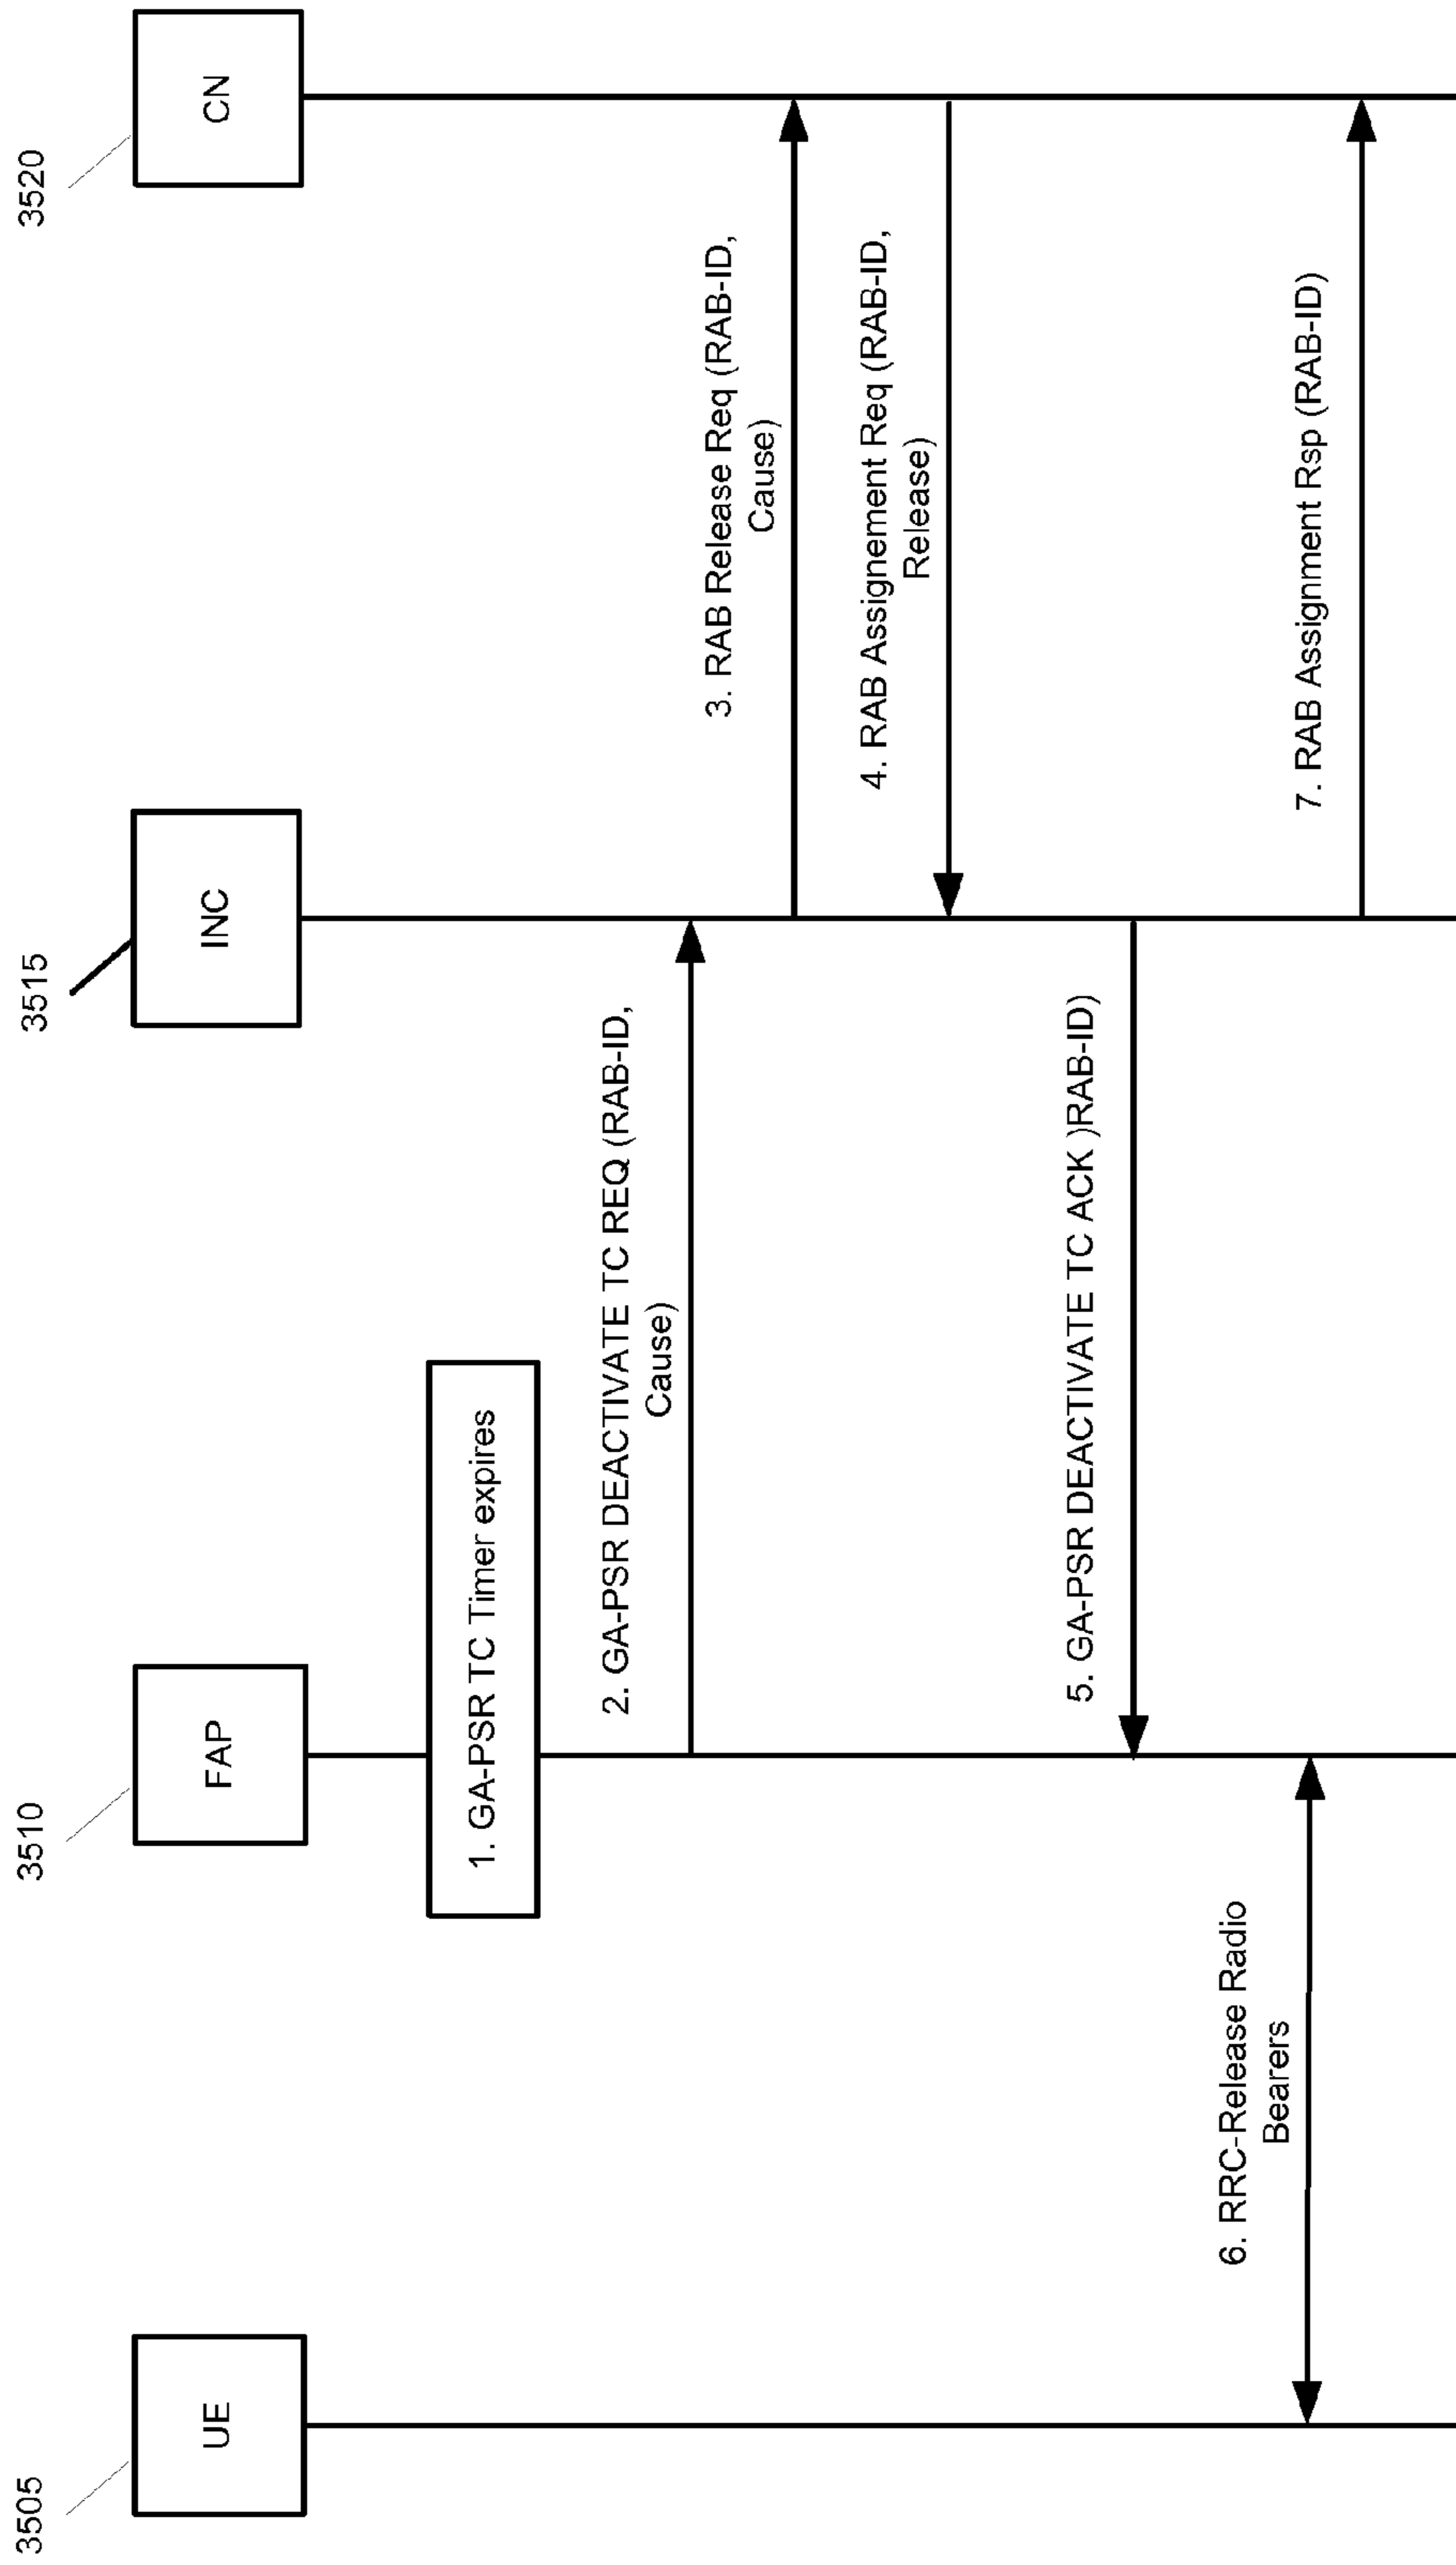 3505
3510
3515
3520
UE
FAP
INC
CN
1. GA-PSR TC Timer expires
2. GA-PSR DEACTIVATE TC REQ (RAB-ID,
Cause)
3. RAB Release Req (RAB-ID,
Cause)
4. RAB Assignement Req (RAB-ID,
Release)
5. GA-PSR DEACTIVATE TC ACK )RAB-ID)
6. RRC-Release Radio
Bearers
7. RAB Assignment Rsp (RAB-ID)